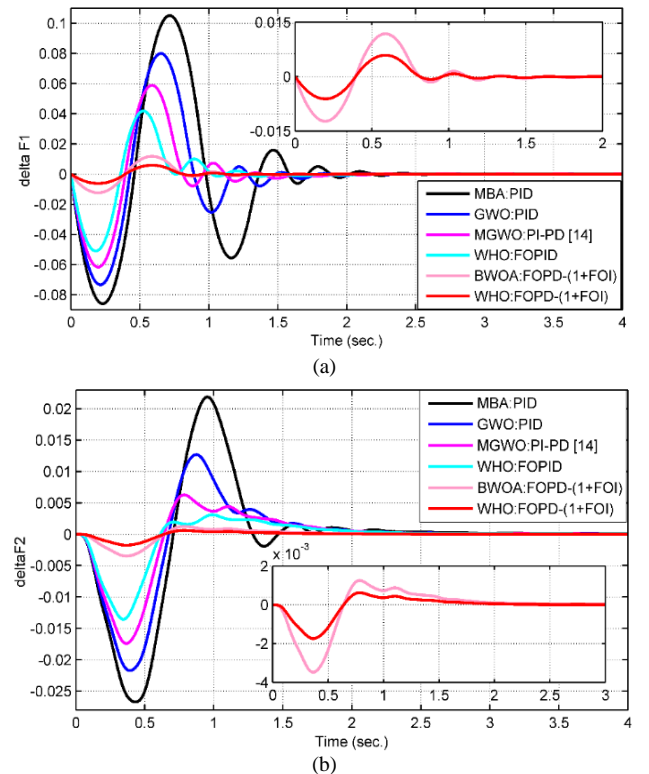 0.1
0.08
0.06
0.04
0.02
0
-0.02
-0.04
-0.06
-0.08
delta F1
0.015
0
-0.015
0 0.5 1 1.5 2
MBA:PID
GWO:PID
MGWO:PI-PD [14]
WHO:FOPID
BWOA:FOPD-(1+FOI)
WHO:FOPD-(1+FOI)
0 0.5 1 1.5 2 2.5 3 3.5 4
Time (sec.)
(a)
0.02
0.015
0.01
0.005
0
-0.005
-0.01
-0.015
-0.02
-0.025
deltaF2
MBA:PID
GWO:PID
MGWO:PI-PD [14]
WHO:FOPID
BWOA:FOPD-(1+FOI)
WHO:FOPD-(1+FOI)
x 10-3
2
0
-2
-4
0 0.5 1 1.5 2 2.5 3
0 0.5 1 1.5 2 2.5 3 3.5 4
Time (sec.)
(b)